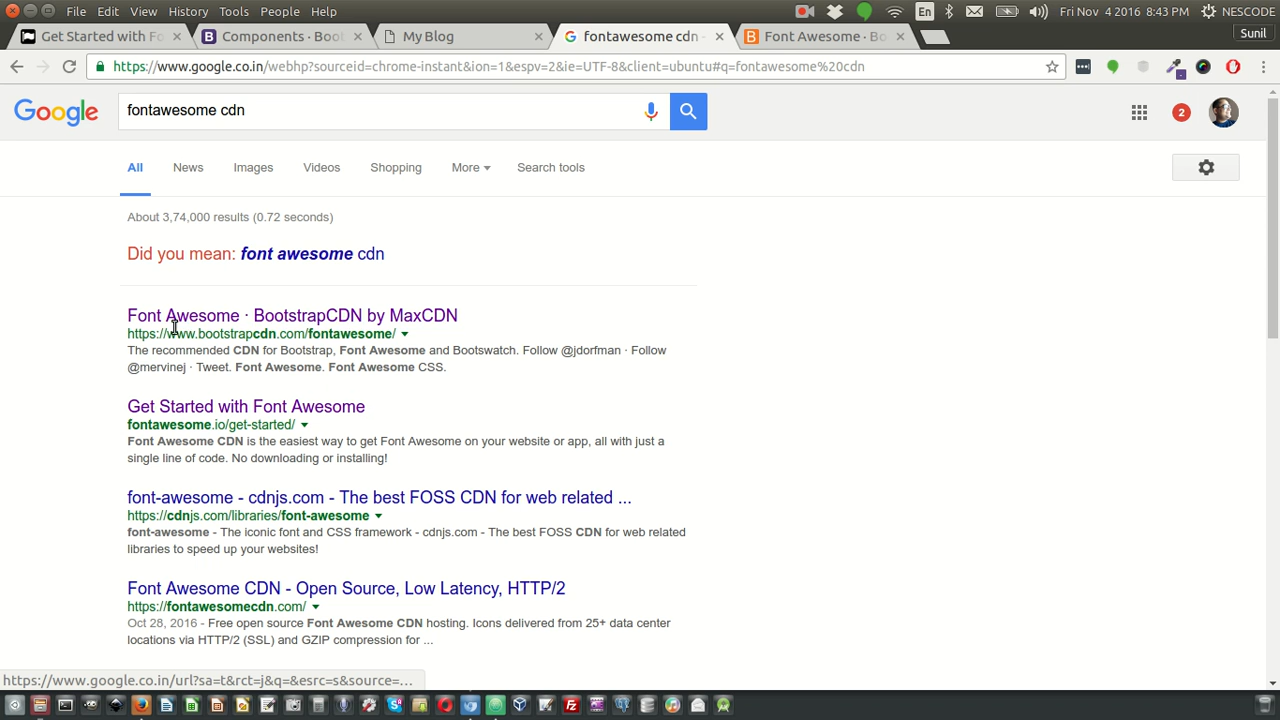 File Edit View History Tools People Help
En
Fri Nov 4 2016 8:43 PM
NESCODE
Get Started with Fo
Components · Boot
My Blog
fontawesome cdn -
Font Awesome · Bo
Sunil
https://www.google.co.in/webhp?sourceid=chrome-instant&ion=1&espv=2&ie=UTF-8&client=ubuntu#q=fontawesome%20cdn
Google
fontawesome cdn
2
All News Images Videos Shopping More Search tools
About 3,74,000 results (0.72 seconds)
Did you mean: font awesome cdn
Font Awesome · BootstrapCDN by MaxCDN
https://www.bootstrapcdn.com/fontawesome/
The recommended CDN for Bootstrap, Font Awesome and Bootswatch. Follow @jdorfman · Follow
@mervinej · Tweet. Font Awesome. Font Awesome CSS.
Get Started with Font Awesome
fontawesome.io/get-started/
Font Awesome CDN is the easiest way to get Font Awesome on your website or app, all with just a
single line of code. No downloading or installing!
font-awesome - cdnjs.com - The best FOSS CDN for web related ...
https://cdnjs.com/libraries/font-awesome
font-awesome - The iconic font and CSS framework - cdnjs.com - The best FOSS CDN for web related
libraries to speed up your websites!
Font Awesome CDN - Open Source, Low Latency, HTTP/2
https://fontawesomecdn.com/
Oct 28, 2016 - Free open source Font Awesome CDN hosting. Icons delivered from 25+ data center
locations via HTTP/2 (SSL) and GZIP compression for ...
https://www.google.co.in/url?sa=t&rct=j&q=&esrc=s&source=...